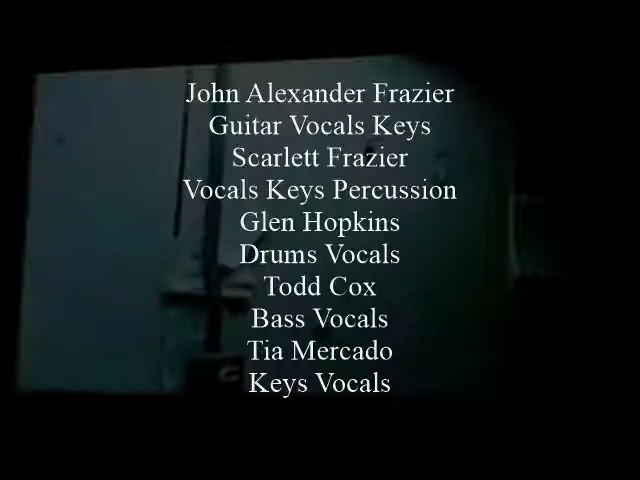 John Alexander Frazier
Guitar Vocals Keys
Scarlett Frazier
Vocals Keys Percussion
Glen Hopkins
Drums Vocals
Todd Cox
Bass Vocals
Tia Mercado
Keys Vocals